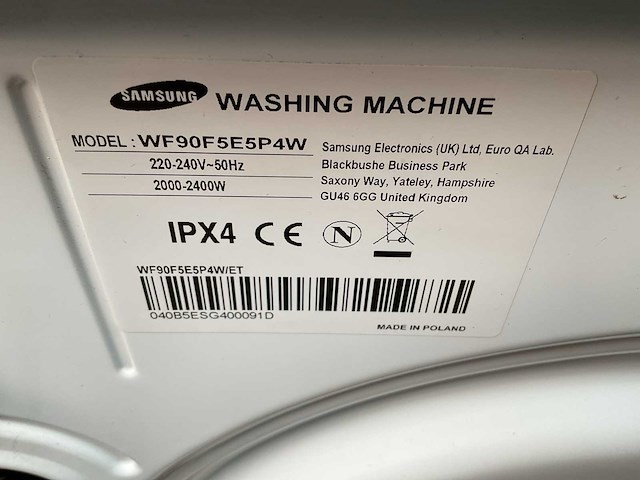 SAMSUNG WASHING MACHINE
MODEL : WF90F5E5P4W
220-240V~50Hz
2000-2400W
Samsung Electronics (UK) Ltd, Euro QA Lab.
Blackbushe Business Park
Saxony Way, Yateley, Hampshire
GU46 6GG United Kingdom
IPX4 CE N
WF90F5E5P4W/ET
040B5ESG400091D
MADE IN POLAND